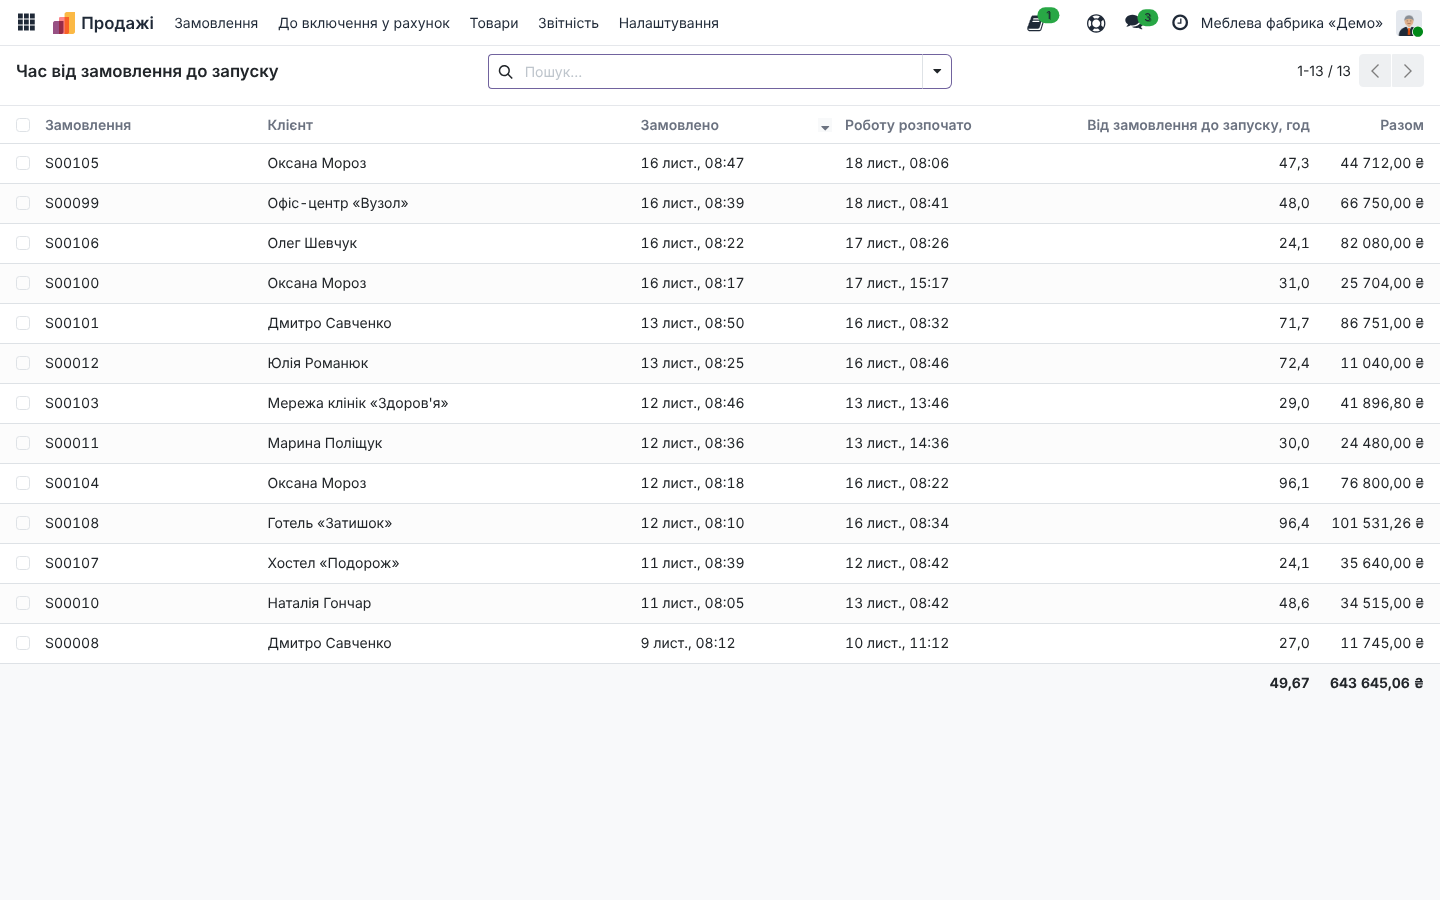 Продажі Замовлення До включення у рахунок Товари Звітність Налаштування 1 3 Меблева фабрика «Демо»
Час від замовлення до запуску Пошук... 1-13 / 13
Замовлення Клієнт Замовлено Роботу розпочато Від замовлення до запуску, год Разом
S00105 Оксана Мороз 16 лист., 08:47 18 лист., 08:06 47,3 44 712,00 ₴
S00099 Офіс-центр «Вузол» 16 лист., 08:39 18 лист., 08:41 48,0 66 750,00 ₴
S00106 Олег Шевчук 16 лист., 08:22 17 лист., 08:26 24,1 82 080,00 ₴
S00100 Оксана Мороз 16 лист., 08:17 17 лист., 15:17 31,0 25 704,00 ₴
S00101 Дмитро Савченко 13 лист., 08:50 16 лист., 08:32 71,7 86 751,00 ₴
S00012 Юлія Романюк 13 лист., 08:25 16 лист., 08:46 72,4 11 040,00 ₴
S00103 Мережа клінік «Здоров'я» 12 лист., 08:46 13 лист., 13:46 29,0 41 896,80 ₴
S00011 Марина Поліщук 12 лист., 08:36 13 лист., 14:36 30,0 24 480,00 ₴
S00104 Оксана Мороз 12 лист., 08:18 16 лист., 08:22 96,1 76 800,00 ₴
S00108 Готель «Затишок» 12 лист., 08:10 16 лист., 08:34 96,4 101 531,26 ₴
S00107 Хостел «Подорож» 11 лист., 08:39 12 лист., 08:42 24,1 35 640,00 ₴
S00010 Наталія Гончар 11 лист., 08:05 13 лист., 08:42 48,6 34 515,00 ₴
S00008 Дмитро Савченко 9 лист., 08:12 10 лист., 11:12 27,0 11 745,00 ₴
49,67 643 645,06 ₴